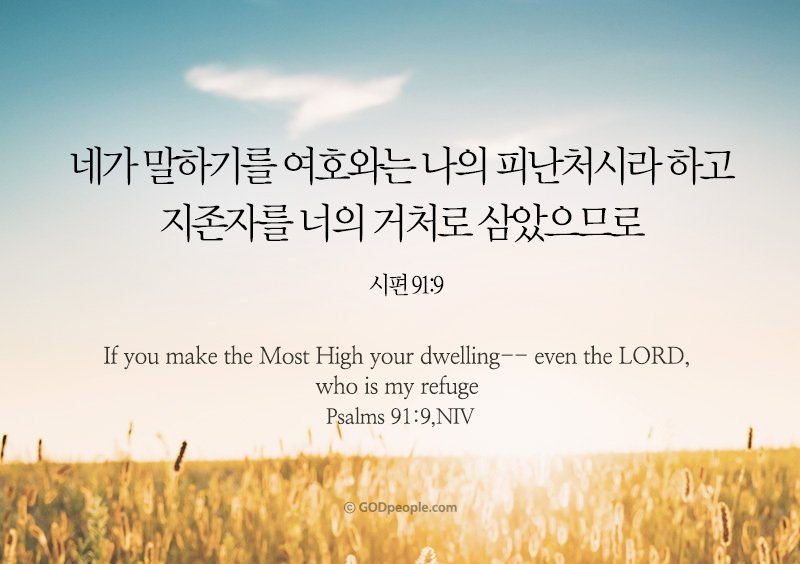 네가 말하기를 여호와는 나의 피난처시라 하고
지존자를 너의 거처로 삼았으므로
시편 91:9
If you make the Most High your dwelling-- even the LORD,
who is my refuge
Psalms 91:9,NIV
© GODpeople.com